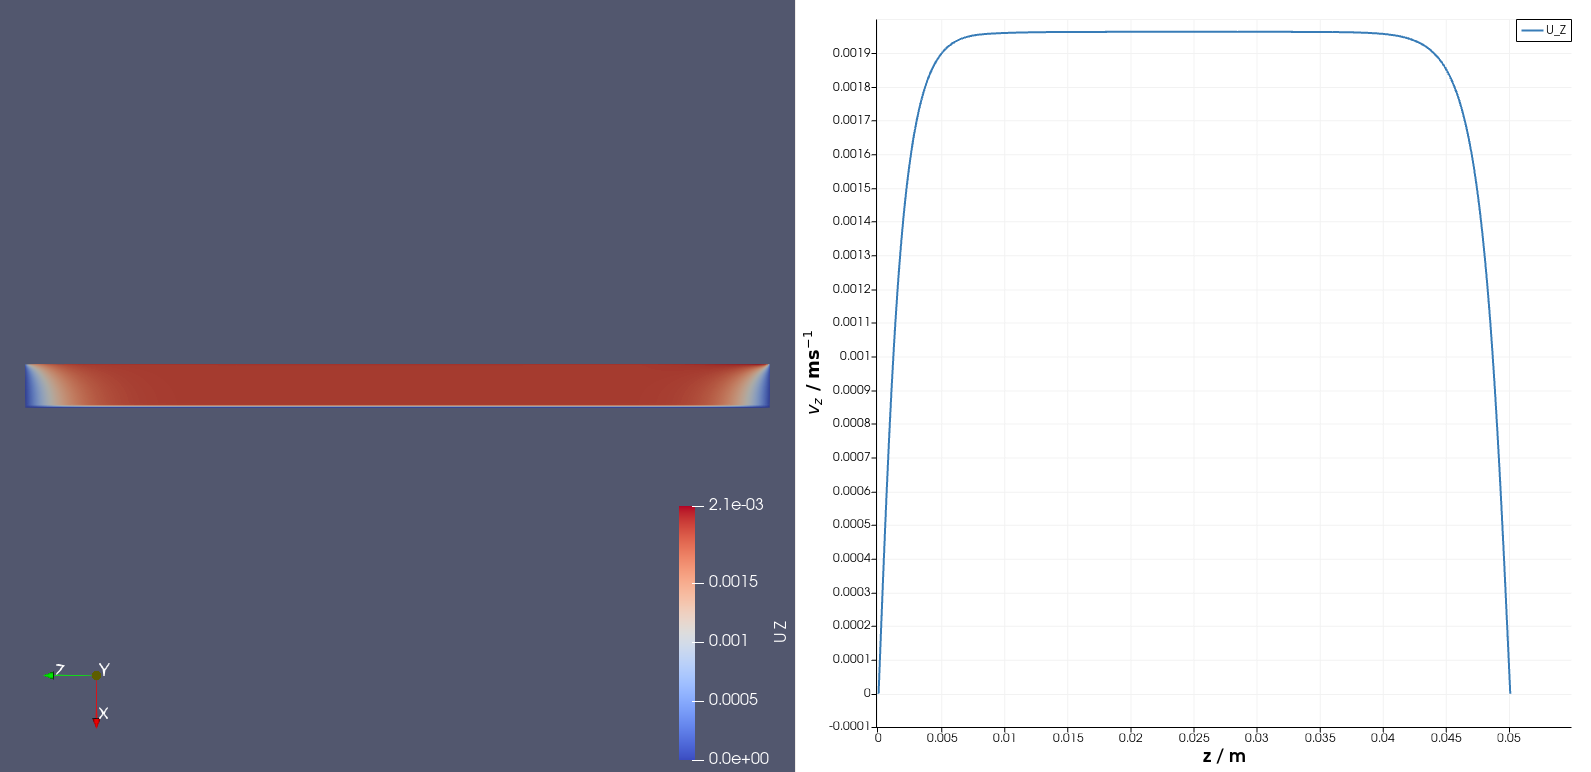 2.1e-03
0.0015
0.001
0.0005
0.0e+00
U Z
Z
Y
X
U_Z
0.0019
0.0018
0.0017
0.0016
0.0015
0.0014
0.0013
0.0012
0.0011
0.001
0.0009
0.0008
0.0007
0.0006
0.0005
0.0004
0.0003
0.0002
0.0001
0
-0.0001
v_z / ms⁻¹
0 0.005 0.01 0.015 0.02 0.025 0.03 0.035 0.04 0.045 0.05
z / m